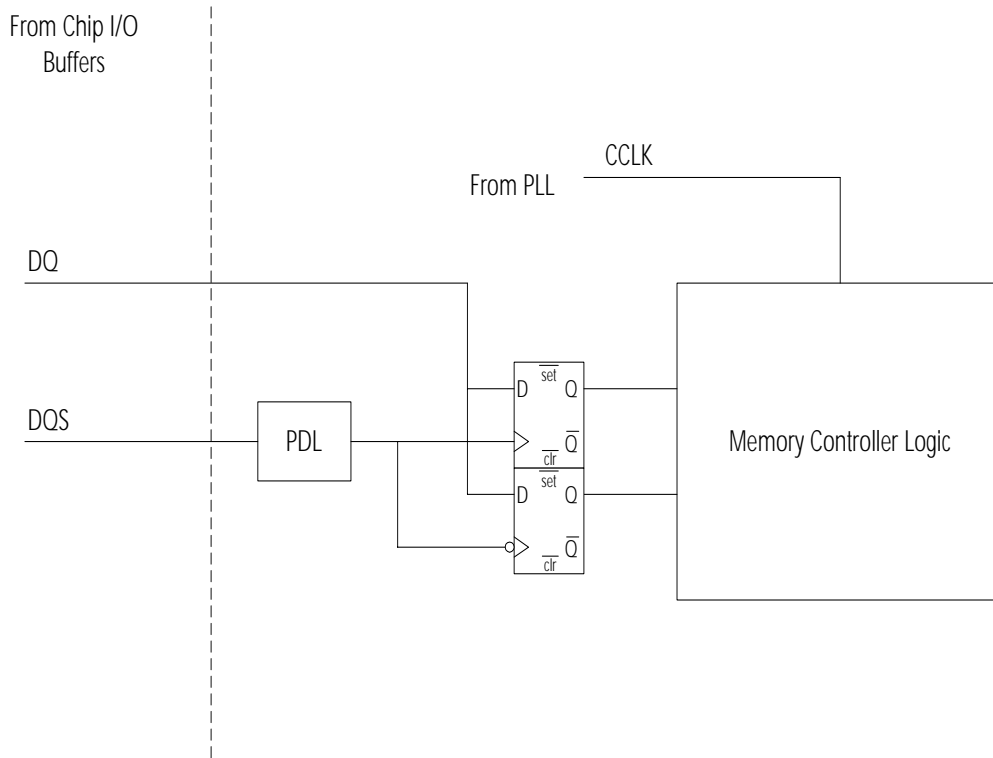 From Chip I/O
Buffers
CCLK
From PLL
DQ
set
D Q
DQS
PDL
Q
clr
Memory Controller Logic
set
D Q
Q
clr